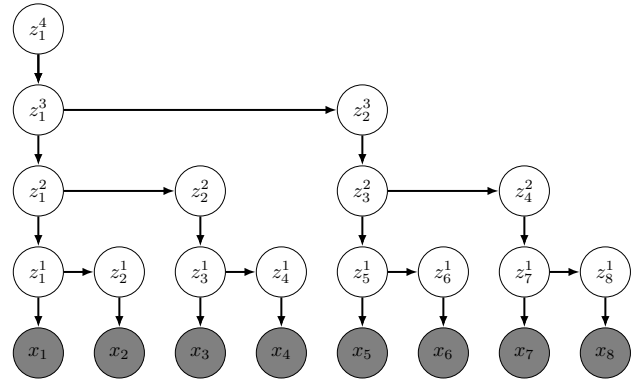 z_1^4
z_1^3 z_2^3
z_1^2 z_2^2 z_3^2 z_4^2
z_1^1 z_2^1 z_3^1 z_4^1 z_5^1 z_6^1 z_7^1 z_8^1
x_1 x_2 x_3 x_4 x_5 x_6 x_7 x_8